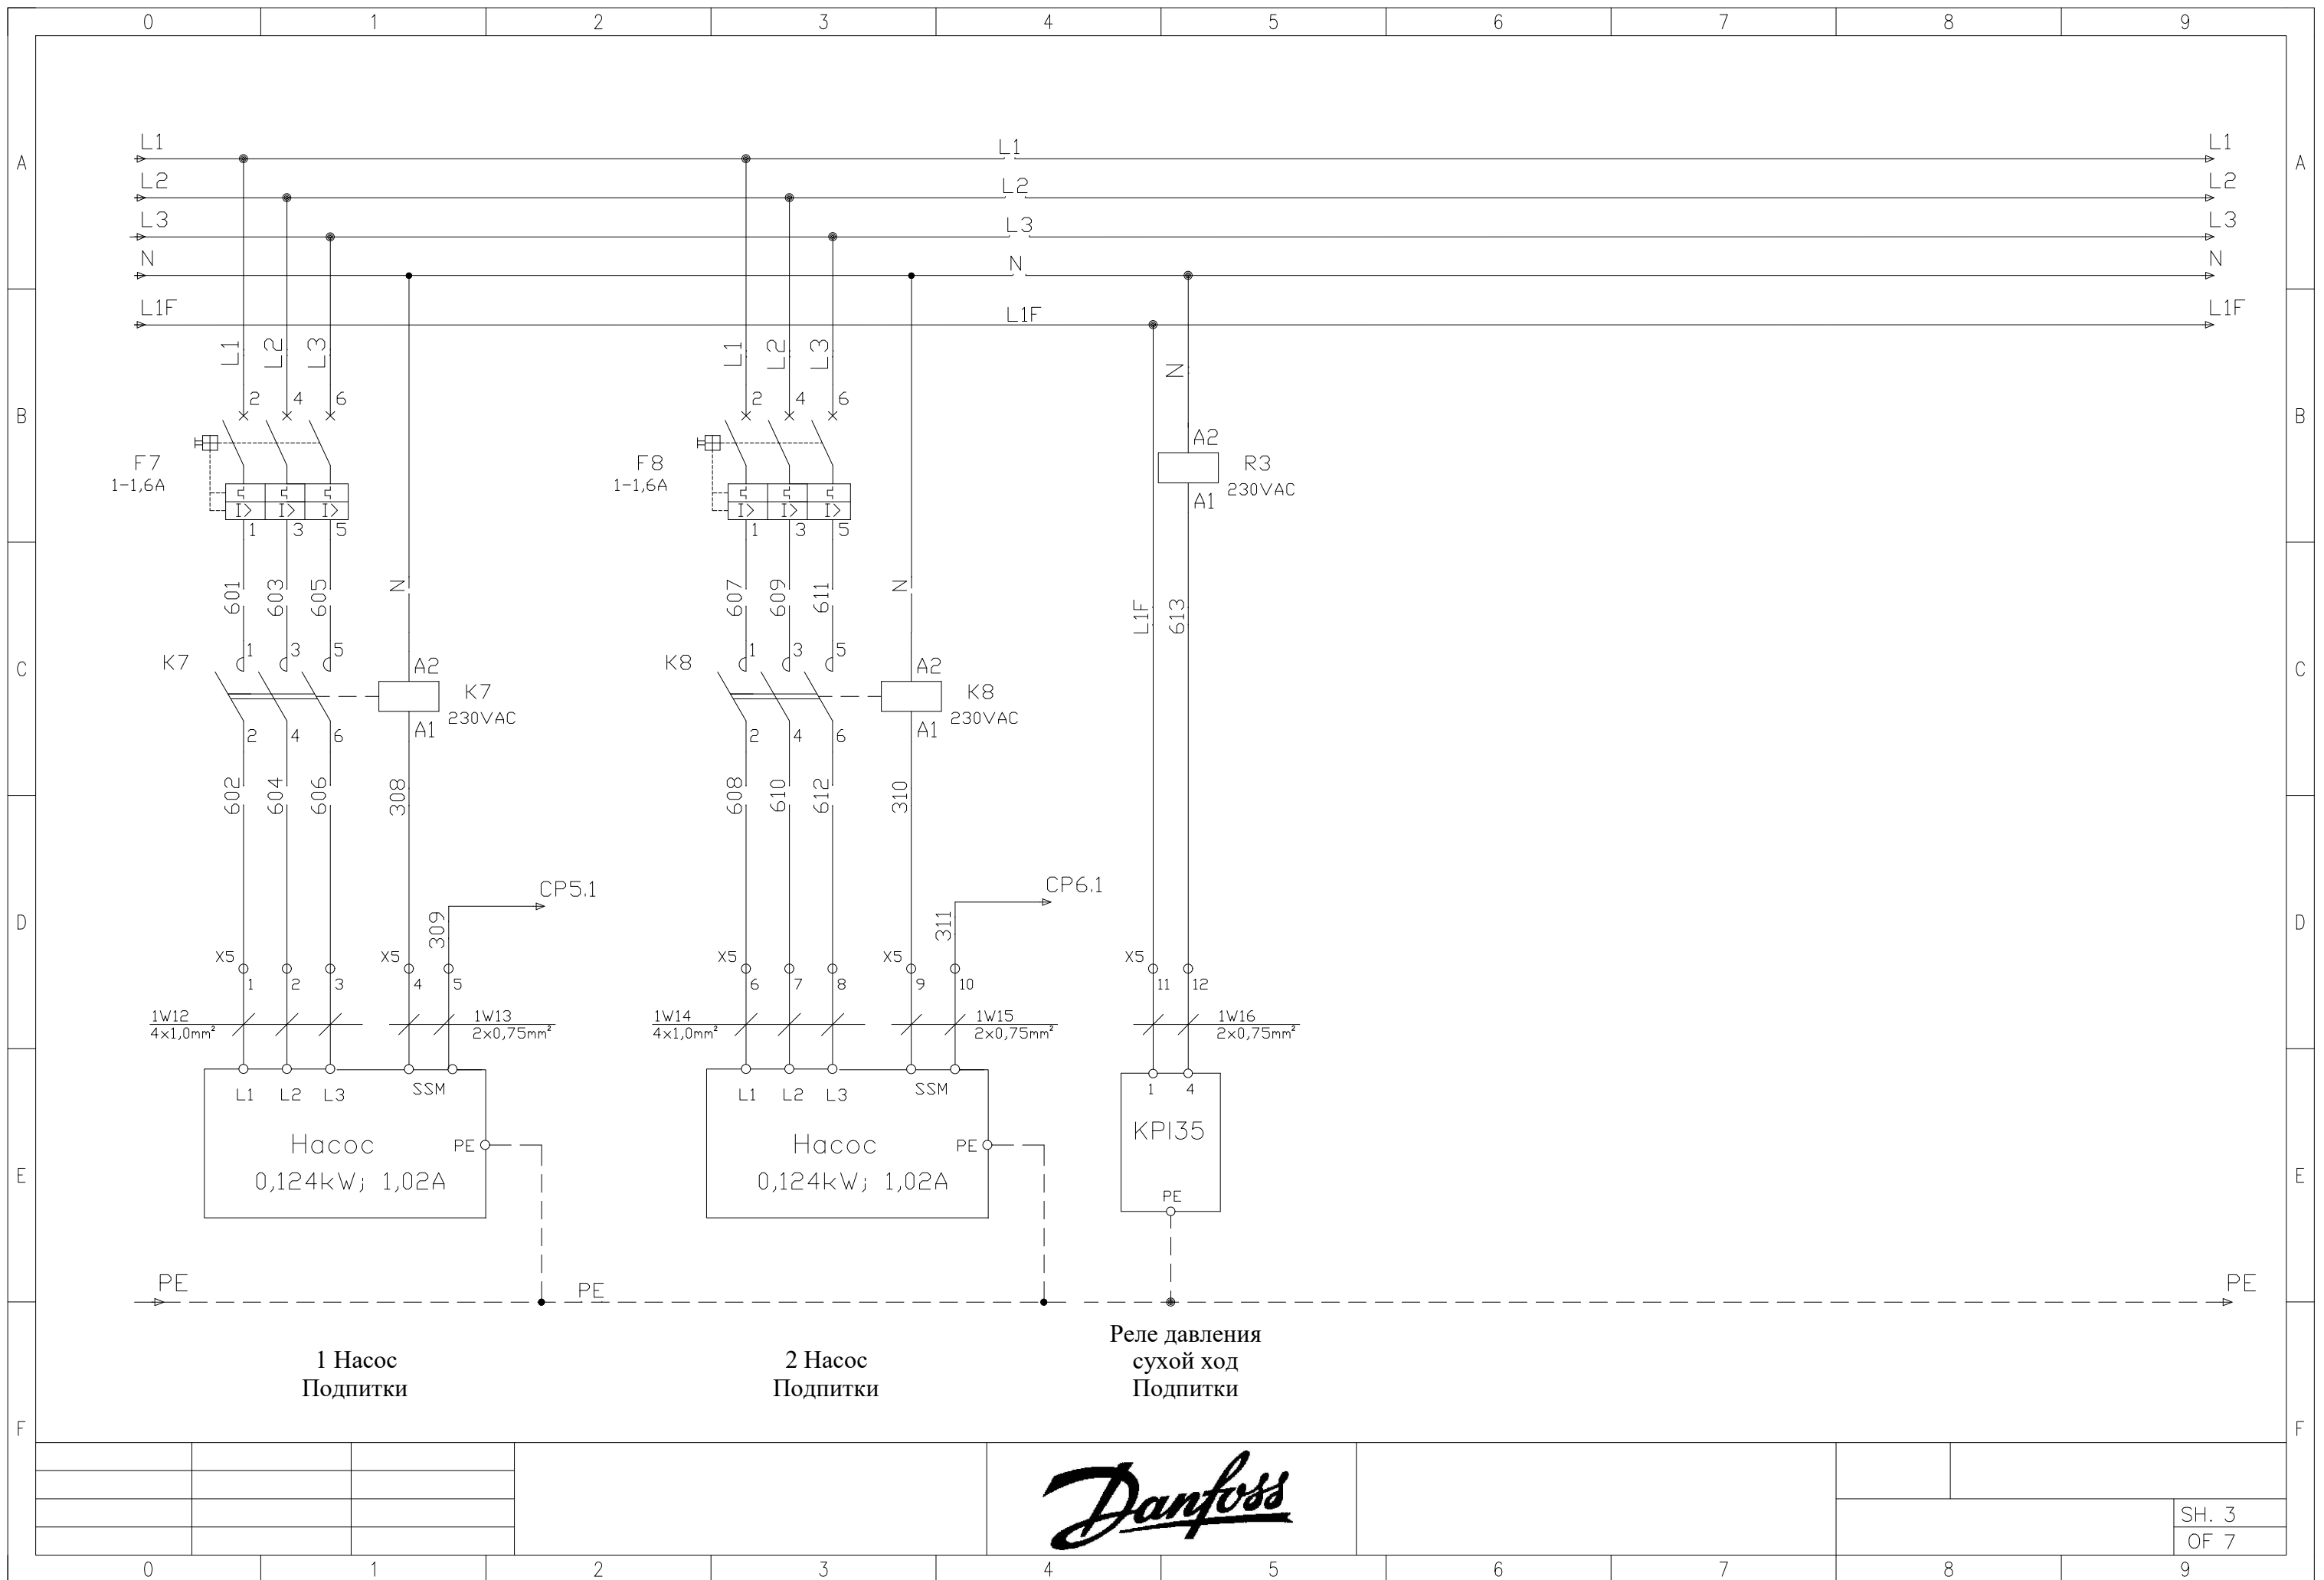 0 1 2 3 4 5 6 7 8 9
L1 L1 L1
A A
L2 L2 L2
L3 L3 L3
N N N
L1F L1F L1F
L1 L2 L3 L1 L2 L3 N
2 4 6 2 4 6
B B
F7 F8 A2 R3
1-1,6A 1-1,6A 230VAC
A1
I> I> I> I> I> I>
1 3 5 1 3 5
601 603 605 N 607 609 611 N L1F 613
1 3 5 1 3 5
K7 A2 K8 A2
C C
K7 K8
230VAC 230VAC
A1 A1
2 4 6 2 4 6
602 604 606 308 608 610 612 310
CP5.1 CP6.1
309 311
D D
X5 X5 X5 X5 X5
1 2 3 4 5 6 7 8 9 10 11 12
1W12 1W13 1W14 1W15 1W16
4x1,0mm² 2x0,75mm² 4x1,0mm² 2x0,75mm² 2x0,75mm²
L1 L2 L3 SSM L1 L2 L3 SSM 1 4
Насос PE Насос PE KPI35
E E
0,124kW; 1,02A 0,124kW; 1,02A
PE
PE PE PE
1 Насос
Подпитки
2 Насос
Подпитки
Реле давления
сухой ход
Подпитки
F F
Danfoss
SH. 3
OF 7
0 1 2 3 4 5 6 7 8 9